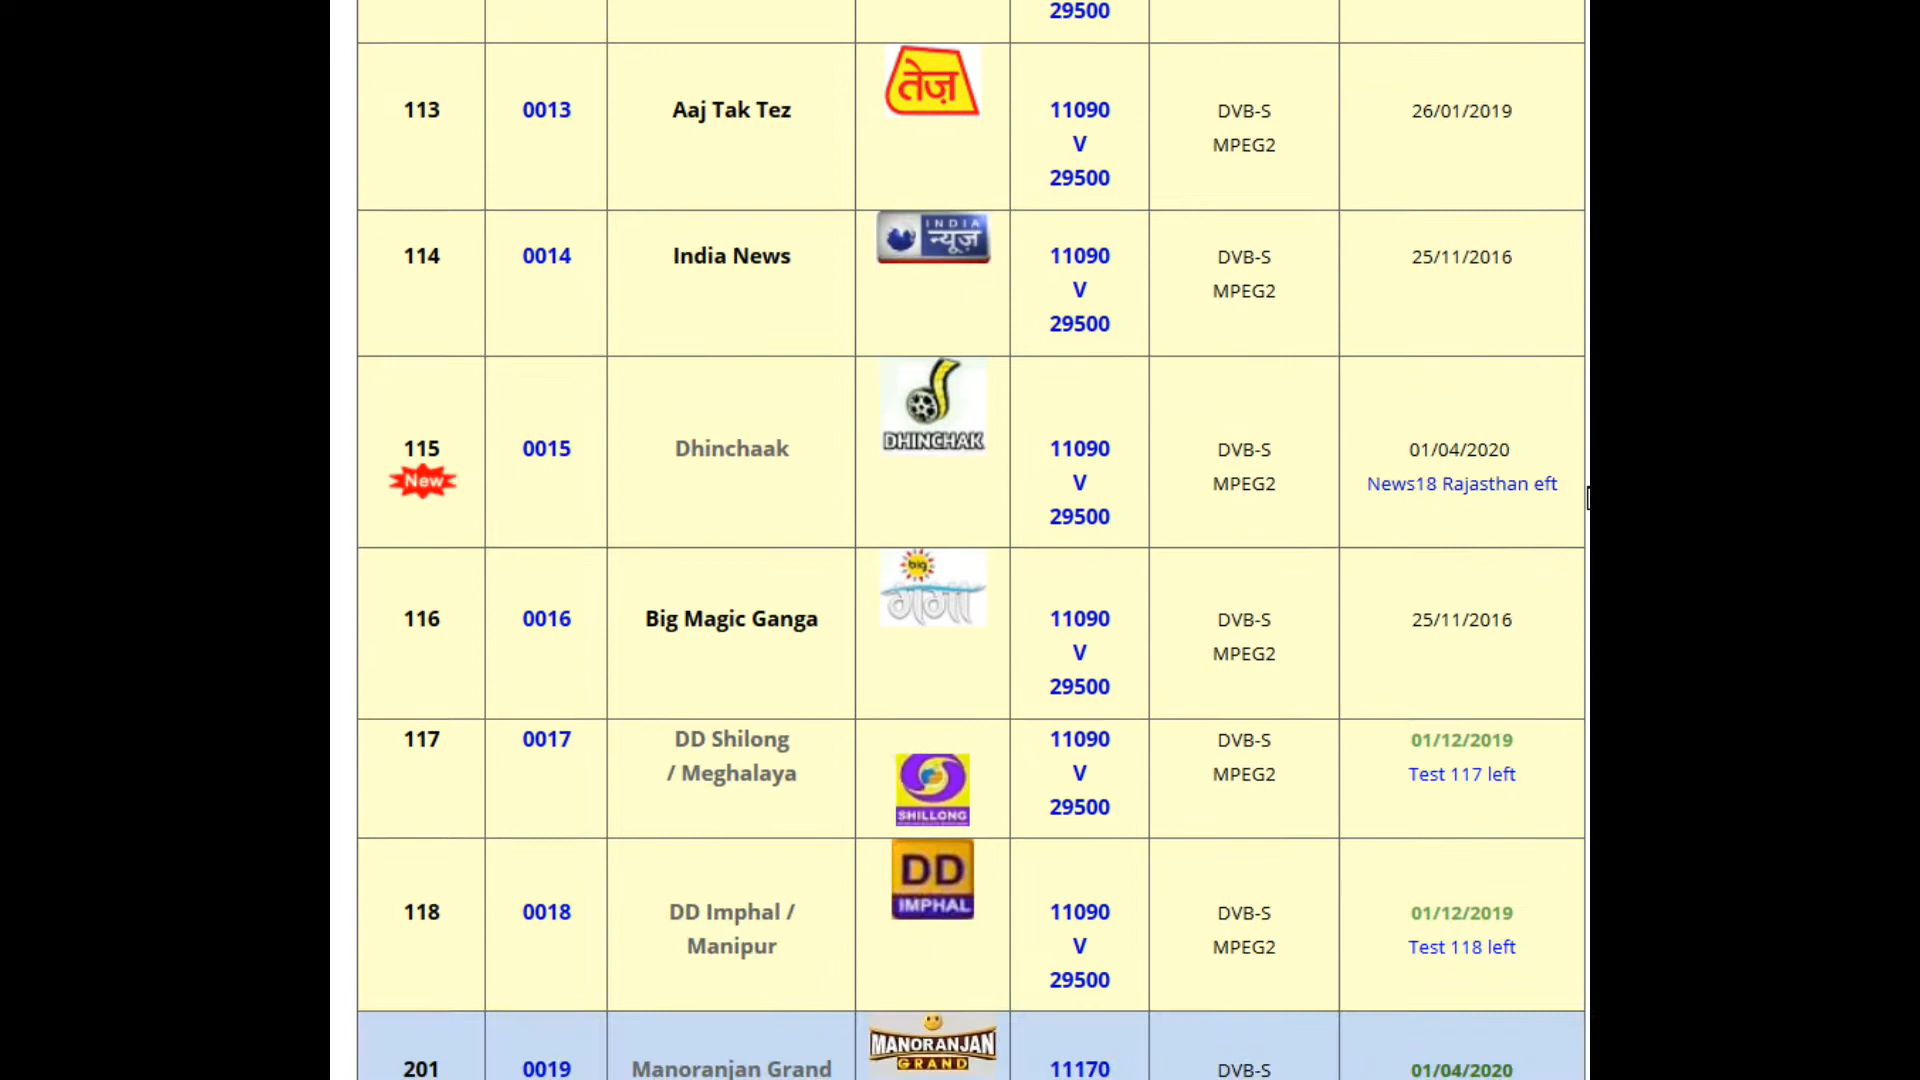 29500
113 0013 Aaj Tak Tez तेज़ 11090 DVB-S 26/01/2019
V MPEG2
29500
INDIA
न्यूज़
114 0014 India News 11090 DVB-S 25/11/2016
V MPEG2
29500
DHINCHAK
115 0015 Dhinchaak 11090 DVB-S 01/04/2020
New V MPEG2 News18 Rajasthan eft
29500
big
गंगा
116 0016 Big Magic Ganga 11090 DVB-S 25/11/2016
V MPEG2
29500
117 0017 DD Shilong 11090 DVB-S 01/12/2019
/ Meghalaya V MPEG2 Test 117 left
SHILLONG 29500
DD
IMPHAL
118 0018 DD Imphal / 11090 DVB-S 01/12/2019
Manipur V MPEG2 Test 118 left
29500
MANORANJAN
GRAND
201 0019 Manoranjan Grand 11170 DVB-S 01/04/2020